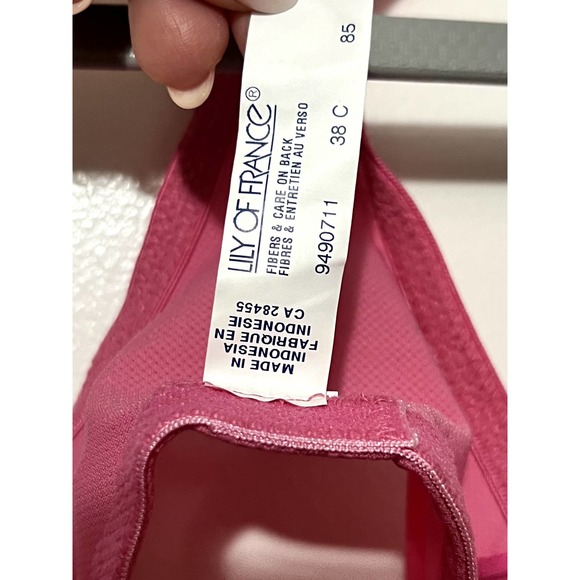 LILY OF FRANCE®
FIBERS & CARE ON BACK
FIBRES & ENTRETIEN AU VERSO
9490711 38 C 85
MADE IN
INDONESIA
FABRIQUE EN
INDONESIE
CA 28455